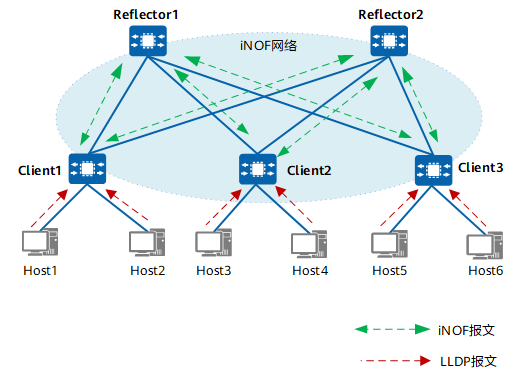 Reflector1
Reflector2
iNOF网络
Client1
Client2
Client3
Host1
Host2
Host3
Host4
Host5
Host6
iNOF报文
LLDP报文